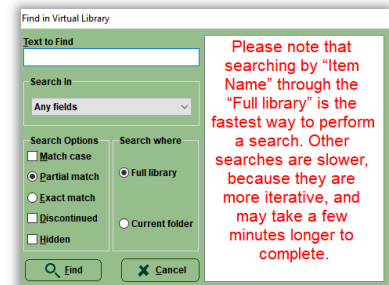 Find in Virtual Library
Text to Find
Search In
Any fields
Search Options
Match case
Partial match
Exact match
Discontinued
Hidden
Search where
Full library
Current folder
Find
Cancel
Please note that
searching by “Item
Name” through the
“Full library” is the
fastest way to perform
a search. Other
searches are slower,
because they are
more iterative, and
may take a few
minutes longer to
complete.